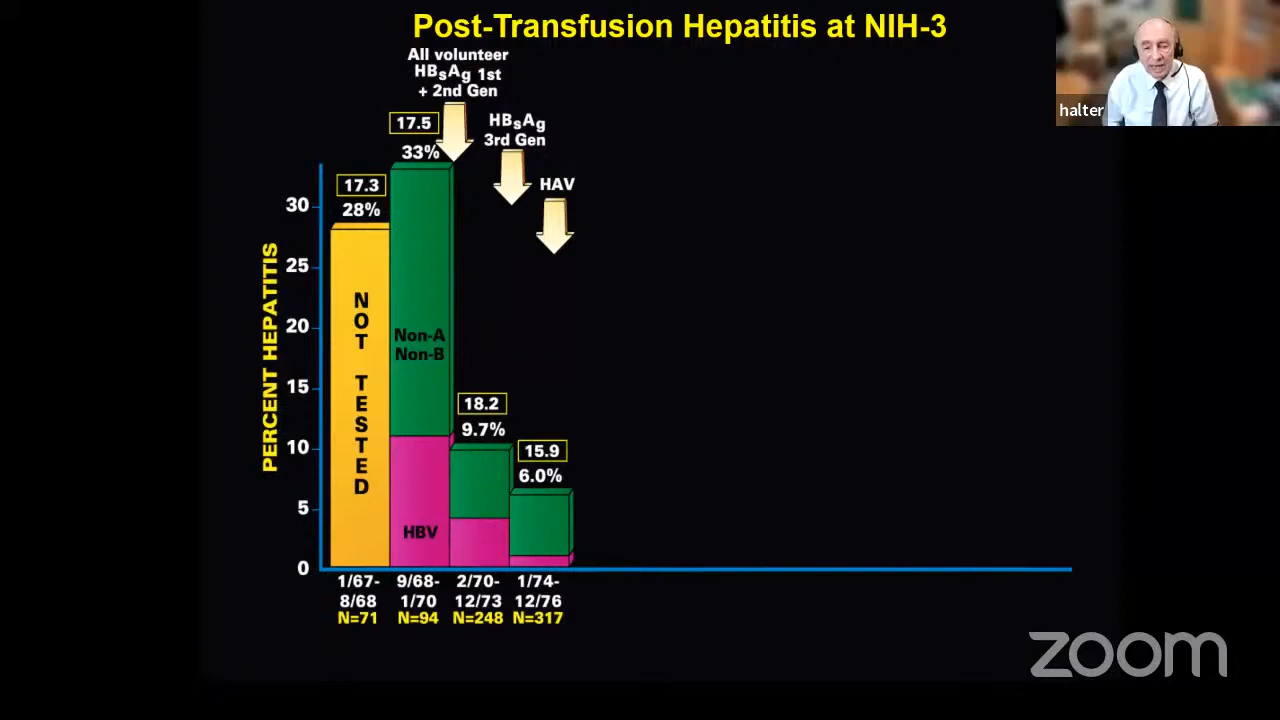 Post-Transfusion Hepatitis at NIH-3
halter
All volunteer
HBsAg 1st
+ 2nd Gen
17.5
33%
HBsAg
3rd Gen
HAV
17.3
28%
PERCENT HEPATITIS
30
25
20
15
10
5
0
NOT TESTED
Non-A
Non-B
HBV
18.2
9.7%
15.9
6.0%
1/67-
8/68
N=71
9/68-
1/70
N=94
2/70-
12/73
N=248
1/74-
12/76
N=317
zoom